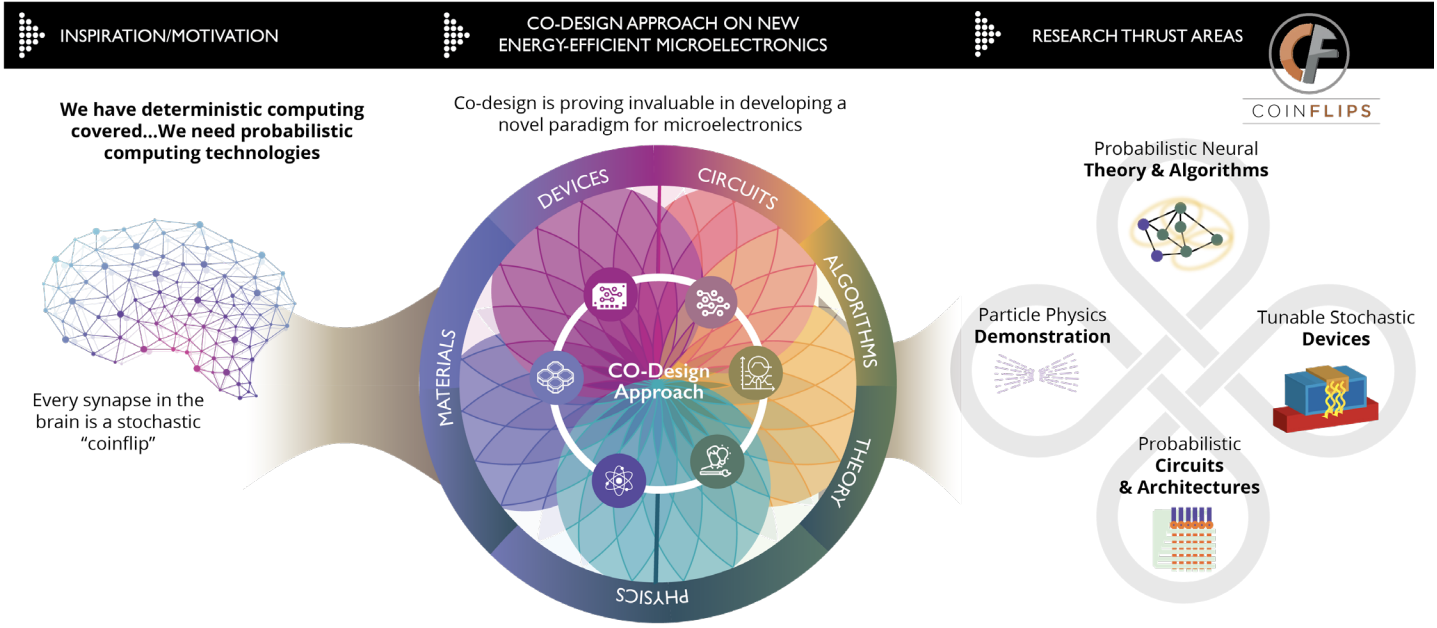 INSPIRATION/MOTIVATION
CO-DESIGN APPROACH ON NEW
ENERGY-EFFICIENT MICROELECTRONICS
RESEARCH THRUST AREAS
CF
COINFLIPS
We have deterministic computing
covered...We need probabilistic
computing technologies
Every synapse in the
brain is a stochastic
“coinflip”
Co-design is proving invaluable in developing a
novel paradigm for microelectronics
DEVICES
CIRCUITS
ALGORITHMS
THEORY
PHYSICS
MATERIALS
CO-Design
Approach
Probabilistic Neural
Theory & Algorithms
Particle Physics
Demonstration
Tunable Stochastic
Devices
Probabilistic
Circuits
& Architectures